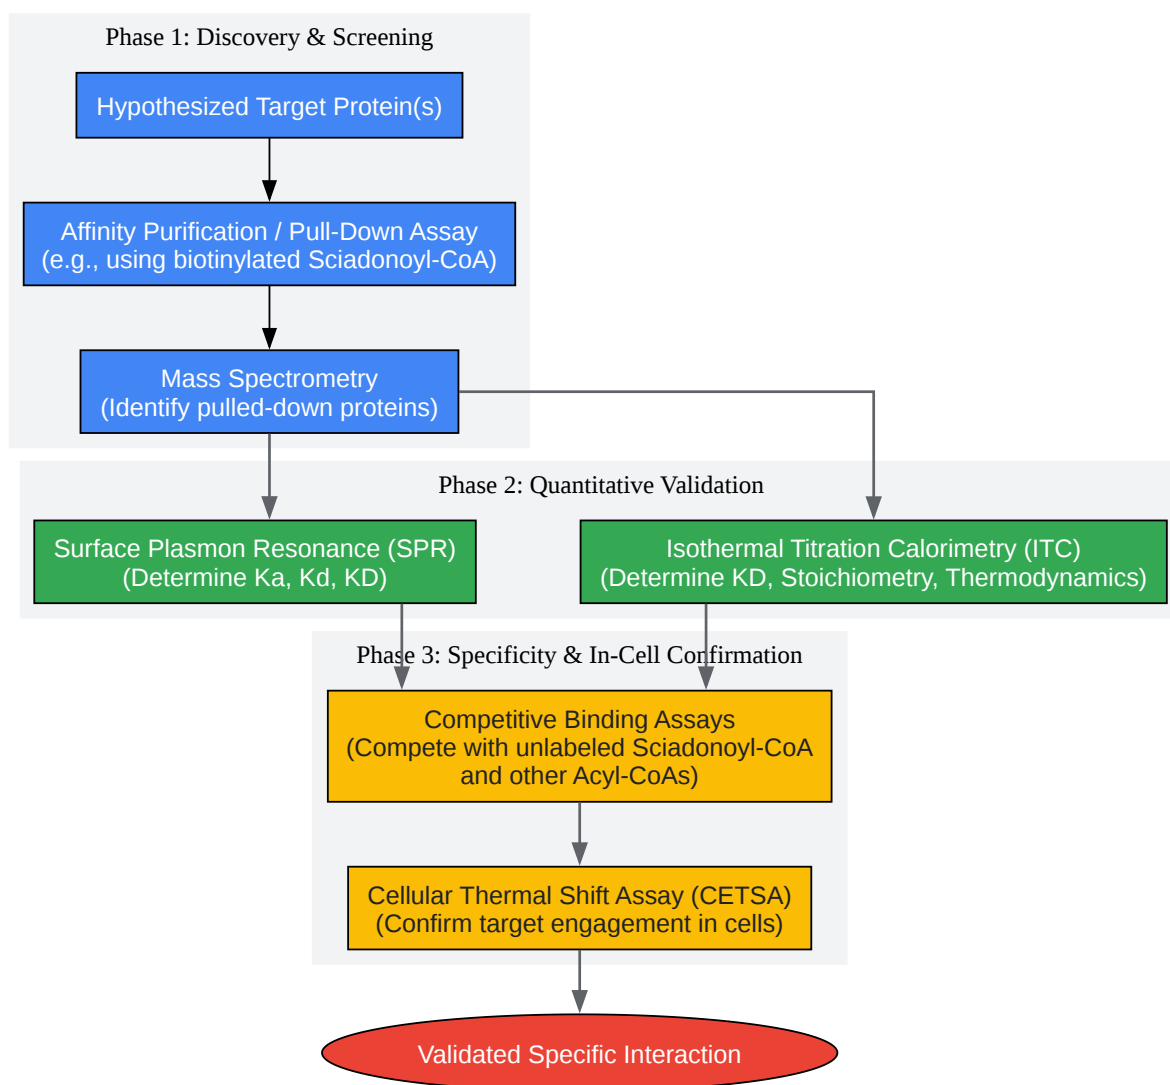 Phase 1: Discovery & Screening
Hypothesized Target Protein(s)
Affinity Purification / Pull-Down Assay
(e.g., using biotinylated Sciadonoyl-CoA)
Mass Spectrometry
(Identify pulled-down proteins)
Phase 2: Quantitative Validation
Surface Plasmon Resonance (SPR)
(Determine Ka, Kd, KD)
Isothermal Titration Calorimetry (ITC)
(Determine KD, Stoichiometry, Thermodynamics)
Phase 3: Specificity & In-Cell Confirmation
Competitive Binding Assays
(Compete with unlabeled Sciadonoyl-CoA
and other Acyl-CoAs)
Cellular Thermal Shift Assay (CETSA)
(Confirm target engagement in cells)
Validated Specific Interaction